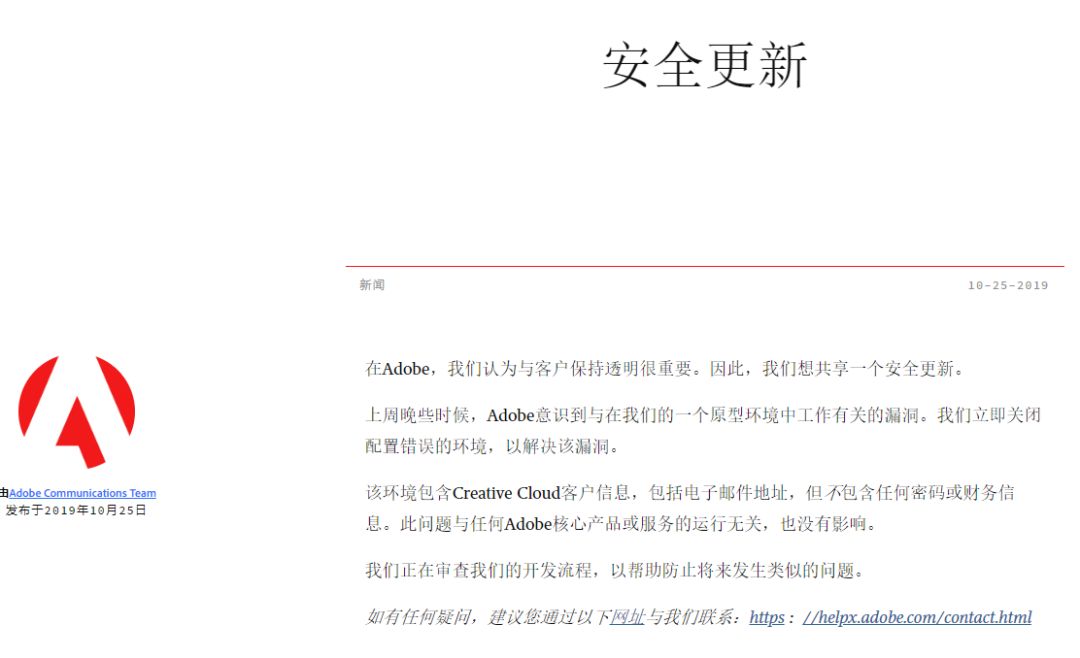 安全更新
新闻
10-25-2019
由Adobe Communications Team
发布于2019年10月25日
在Adobe，我们认为与客户保持透明很重要。因此，我们想共享一个安全更新。
上周晚些时候，Adobe意识到与在我们的一个原型环境中工作有关的漏洞。我们立即关闭
配置错误的环境，以解决该漏洞。
该环境包含Creative Cloud客户信息，包括电子邮件地址，但不包含任何密码或财务信
息。此问题与任何Adobe核心产品或服务的运行无关，也没有影响。
我们正在审查我们的开发流程，以帮助防止将来发生类似的问题。
如有任何疑问，建议您通过以下网址与我们联系：https：//helpx.adobe.com/contact.html